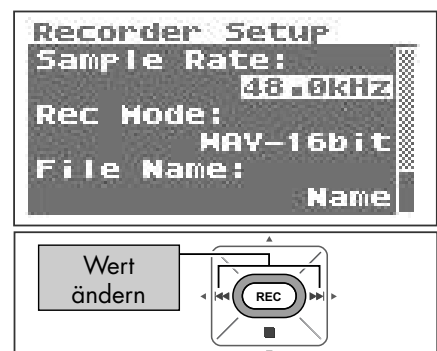 Recorder Setup
Sample Rate:
48.0kHz
Rec Mode:
WAV-16bit
File Name:
Name
Wert
ändern
REC